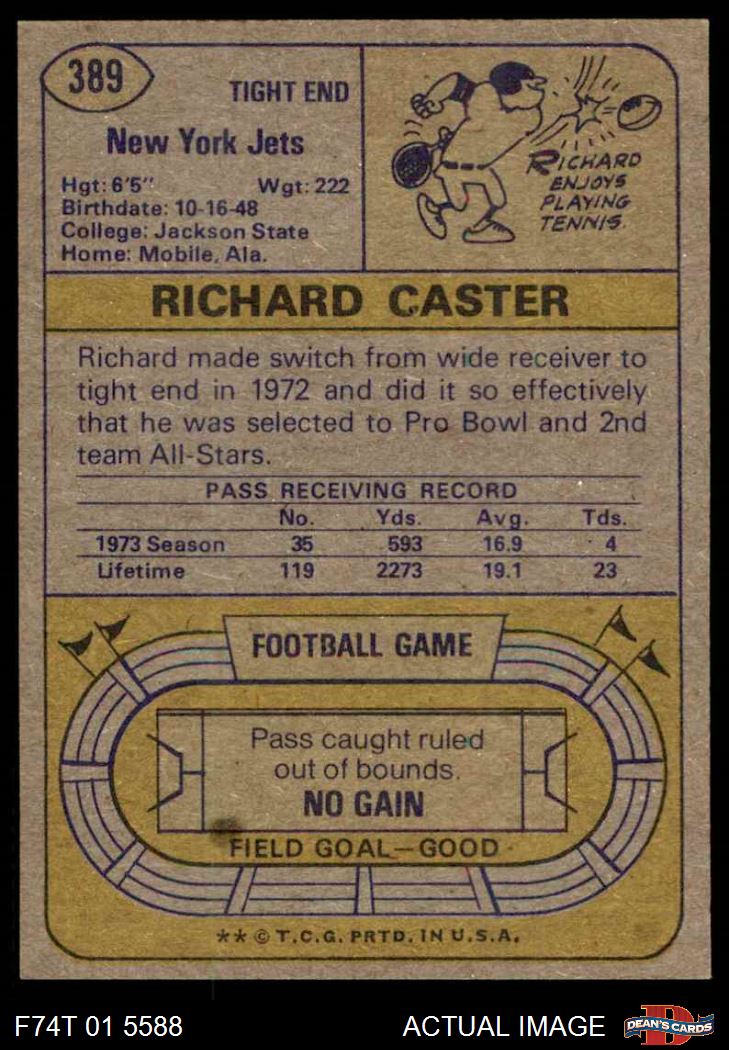 389
TIGHT END
New York Jets
Hgt: 6'5" Wgt: 222
Birthdate: 10-16-48
College: Jackson State
Home: Mobile, Ala.
RICHARD
ENJOYS
PLAYING
TENNIS.
RICHARD CASTER
Richard made switch from wide receiver to
tight end in 1972 and did it so effectively
that he was selected to Pro Bowl and 2nd
team All-Stars.
PASS RECEIVING RECORD
No. Yds. Avg. Tds.
1973 Season 35 593 16.9 4
Lifetime 119 2273 19.1 23
FOOTBALL GAME
Pass caught ruled
out of bounds.
NO GAIN
FIELD GOAL—GOOD
** © T.C.G. PRTD. IN U.S.A.
F74T 01 5588 ACTUAL IMAGE D DEAN'S CARDS